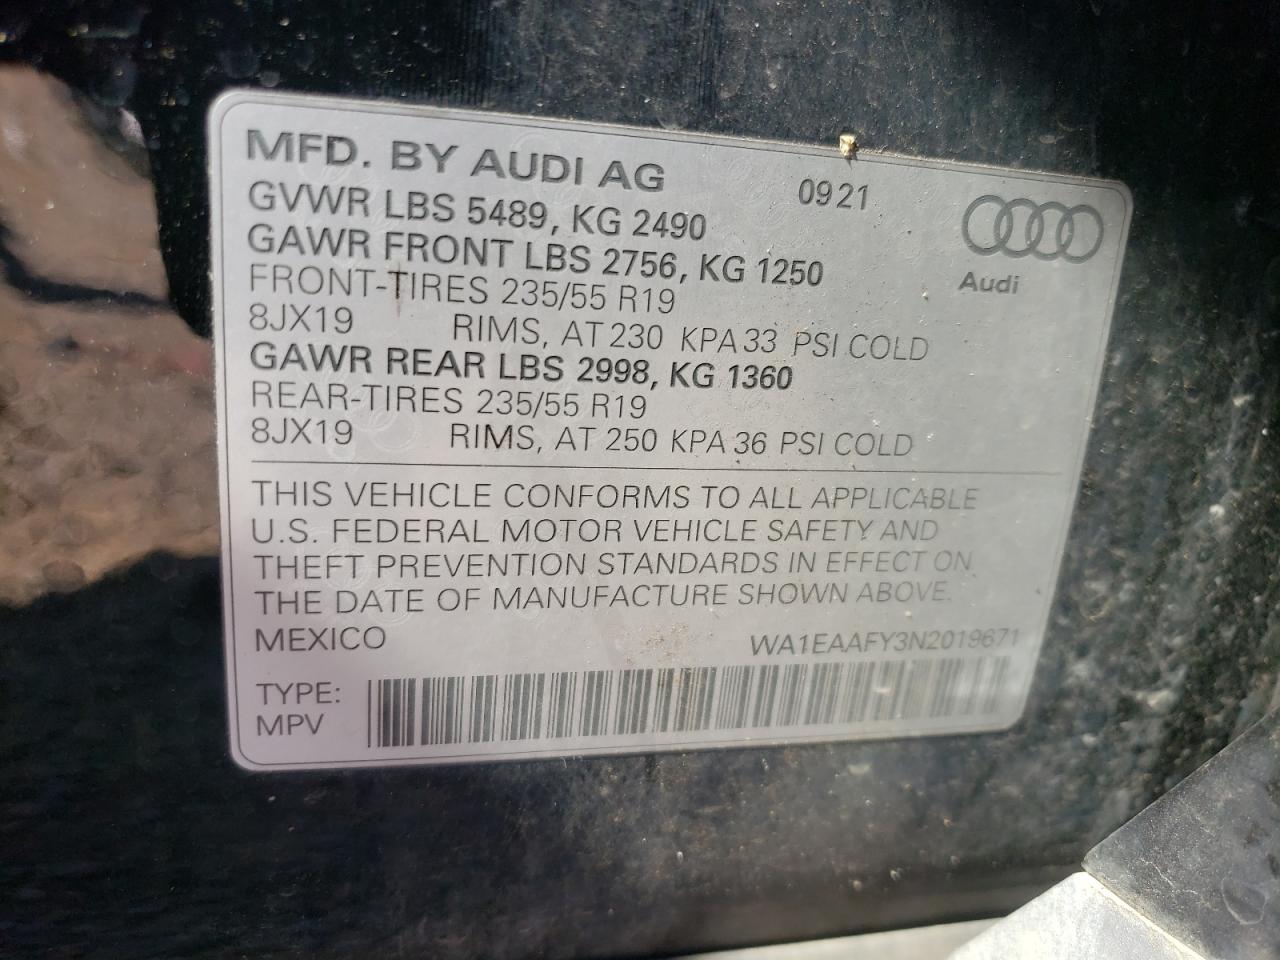 MFD. BY AUDI AG 0921
GVWR LBS 5489, KG 2490
GAWR FRONT LBS 2756, KG 1250
Audi
FRONT-TIRES 235/55 R19
8JX19 RIMS, AT 230 KPA 33 PSI COLD
GAWR REAR LBS 2998, KG 1360
REAR-TIRES 235/55 R19
8JX19 RIMS, AT 250 KPA 36 PSI COLD
THIS VEHICLE CONFORMS TO ALL APPLICABLE
U.S. FEDERAL MOTOR VEHICLE SAFETY AND
THEFT PREVENTION STANDARDS IN EFFECT ON
THE DATE OF MANUFACTURE SHOWN ABOVE.
MEXICO WA1EAAFY3N2019671
TYPE:
MPV